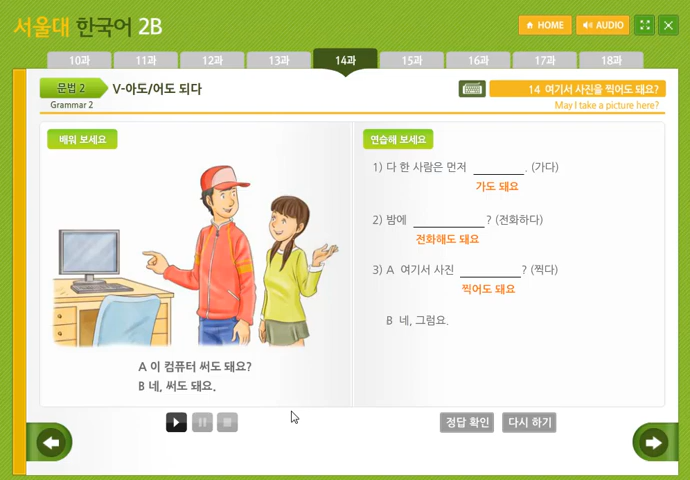 서울대 한국어 2B
HOME
AUDIO
10과 11과 12과 13과 14과 15과 16과 17과 18과
문법 2
V-아도/어도 되다
14 여기서 사진을 찍어도 돼요?
Grammar 2
May I take a picture here?
배워 보세요
A 이 컴퓨터 써도 돼요?
B 네, 써도 돼요.
연습해 보세요
1) 다 한 사람은 먼저 ________. (가다)
가도 돼요
2) 밤에 ___________? (전화하다)
전화해도 돼요
3) A 여기서 사진 _________? (찍다)
찍어도 돼요
B 네, 그럼요.
정답 확인
다시 하기